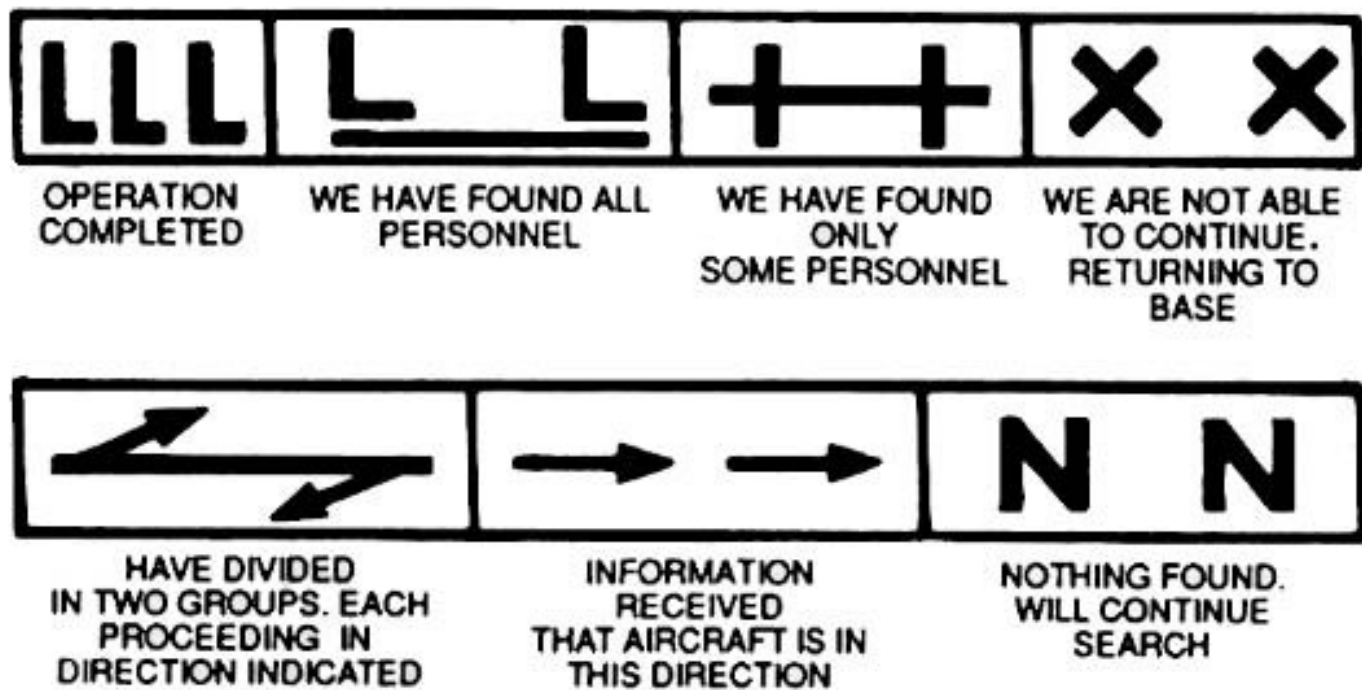 LLL
L L
X X
OPERATION
COMPLETED
WE HAVE FOUND ALL
PERSONNEL
WE HAVE FOUND
ONLY
SOME PERSONNEL
WE ARE NOT ABLE
TO CONTINUE.
RETURNING TO
BASE
N N
HAVE DIVIDED
IN TWO GROUPS. EACH
PROCEEDING IN
DIRECTION INDICATED
INFORMATION
RECEIVED
THAT AIRCRAFT IS IN
THIS DIRECTION
NOTHING FOUND.
WILL CONTINUE
SEARCH